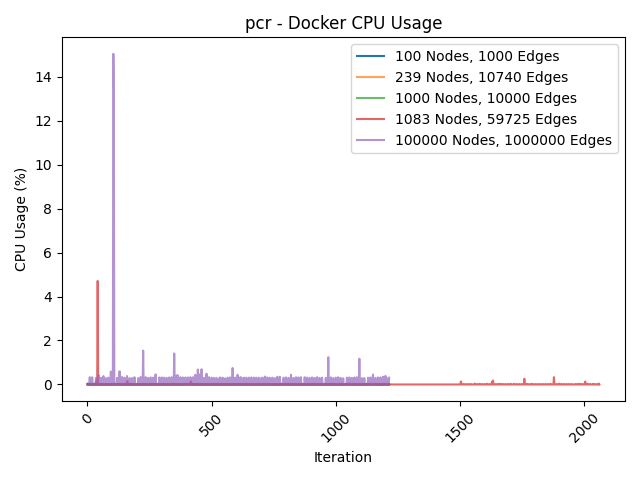 pcr - Docker CPU Usage
100 Nodes, 1000 Edges
239 Nodes, 10740 Edges
1000 Nodes, 10000 Edges
1083 Nodes, 59725 Edges
100000 Nodes, 1000000 Edges
CPU Usage (%)
14
12
10
8
6
4
2
0
0
500
1000
1500
2000
Iteration